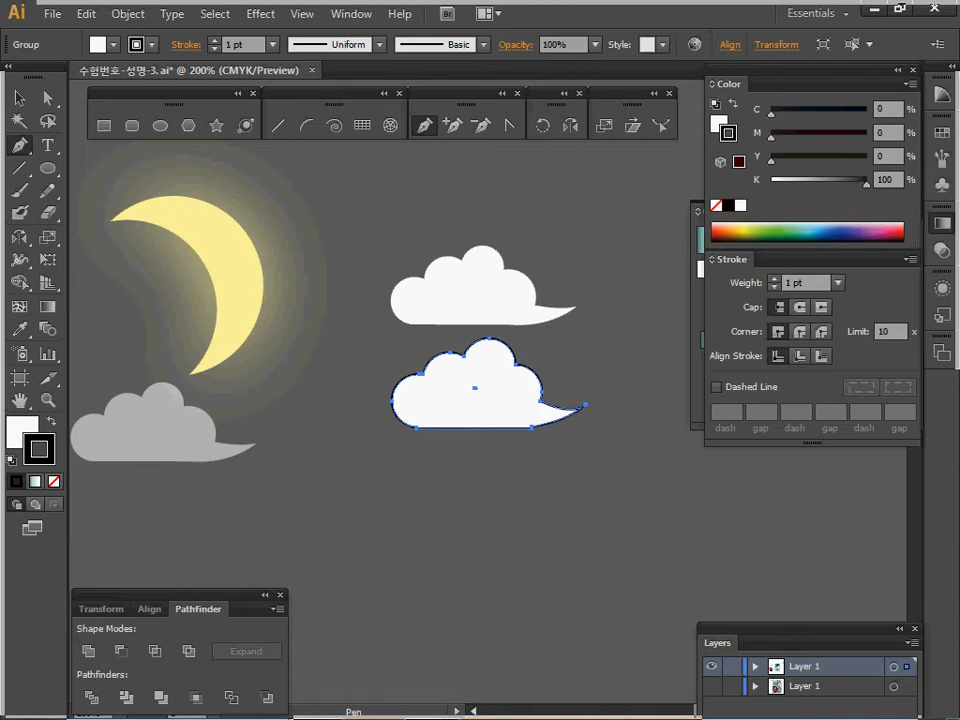 Ai File Edit Object Type Select Effect View Window Help Br Essentials
Group Stroke: 1 pt Uniform Basic Opacity: 100% Style: Align Transform
수험번호-성명-3.ai* @ 200% (CMYK/Preview)
Color
C 0 %
M 0 %
Y 0 %
K 100 %
Stroke
Weight: 1 pt
Cap:
Corner: Limit: 10 x
Align Stroke:
Dashed Line
dash gap dash gap dash gap
Transform Align Pathfinder
Shape Modes:
Expand
Pathfinders:
Layers
Layer 1
Layer 1
Pen